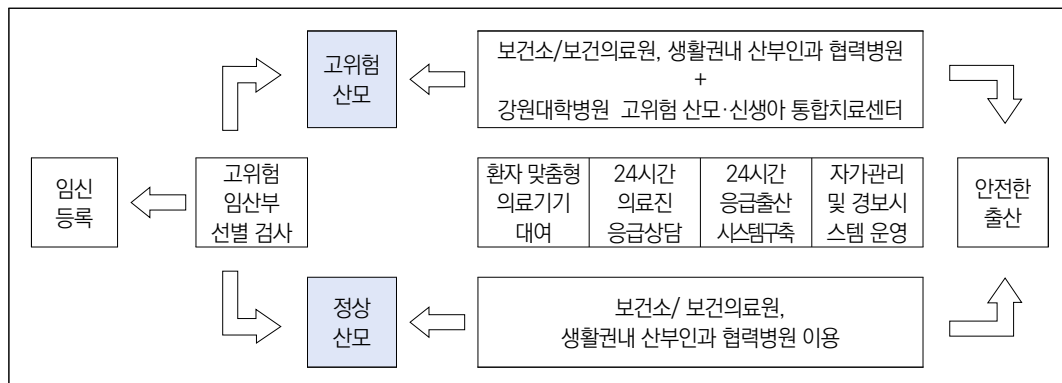 고위험
산모
보건소/보건의료원, 생활권내 산부인과 협력병원
+
강원대학병원 고위험 산모·신생아 통합치료센터
임신
등록
고위험
임산부
선별 검사
환자 맞춤형
의료기기
대여
24시간
의료진
응급상담
24시간
응급출산
시스템구축
자가관리
및 경보시
스템 운영
안전한
출산
정상
산모
보건소/ 보건의료원,
생활권내 산부인과 협력병원 이용